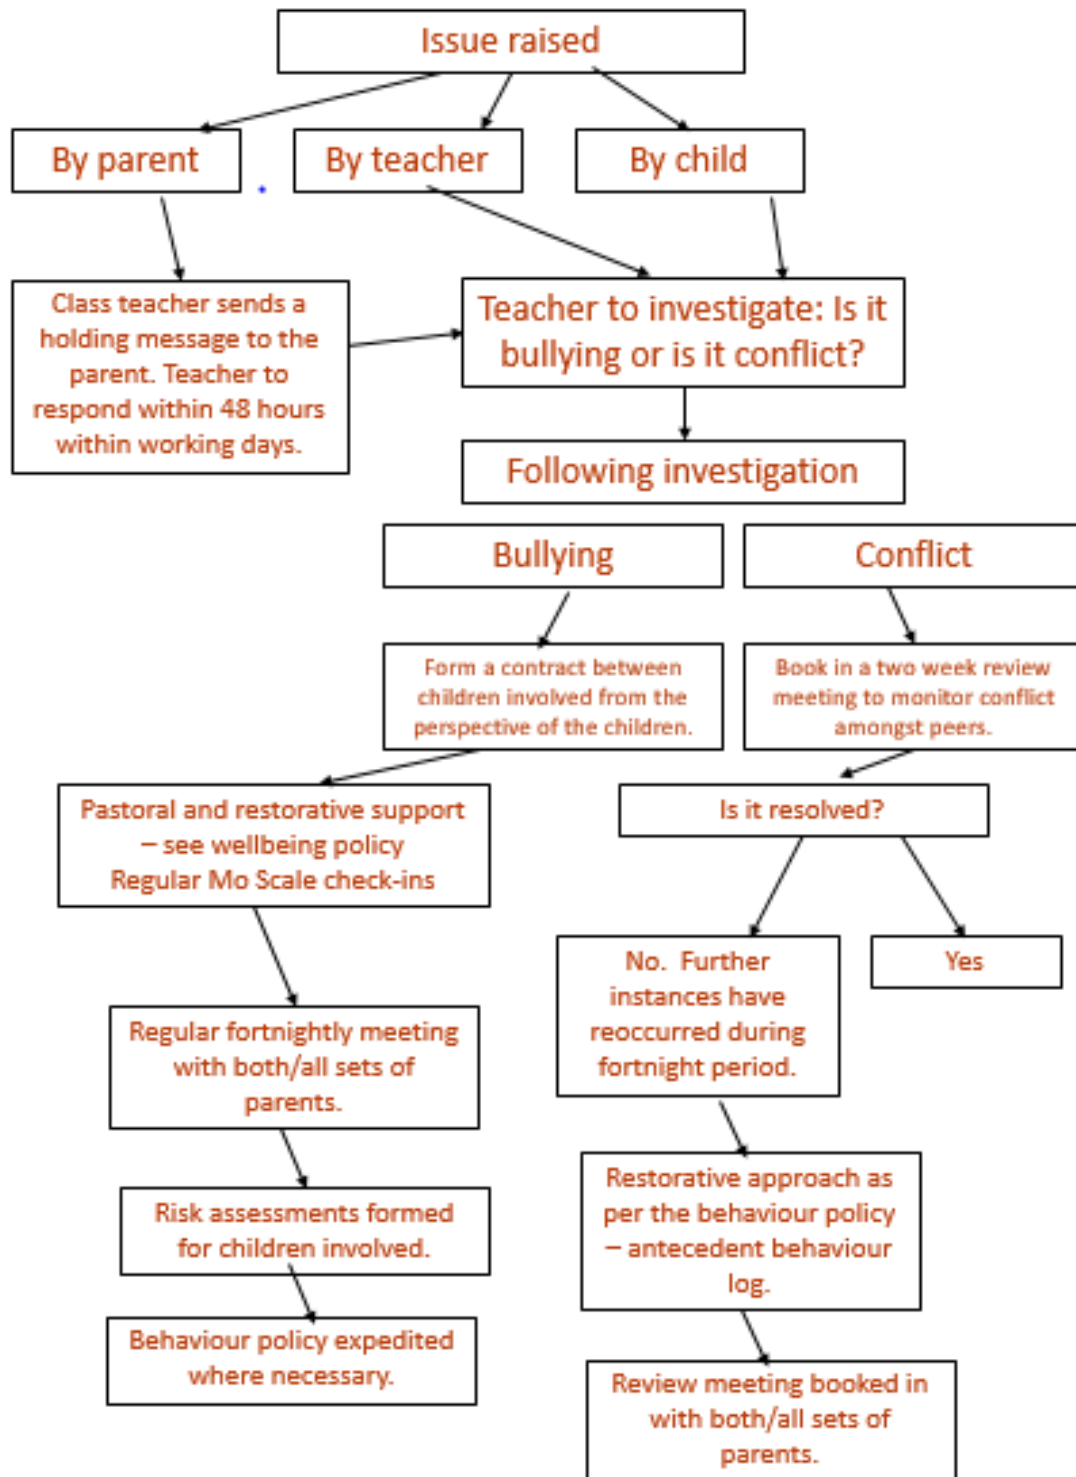 Issue raised
By parent
By teacher
By child
Class teacher sends a
holding message to the
parent. Teacher to
respond within 48 hours
within working days.
Teacher to investigate: Is it
bullying or is it conflict?
Following investigation
Bullying
Conflict
Form a contract between
children involved from the
perspective of the children.
Book in a two week review
meeting to monitor conflict
amongst peers.
Pastoral and restorative support
– see wellbeing policy
Regular Mo Scale check-ins
Is it resolved?
No.  Further
instances have
reoccurred during
fortnight period.
Yes
Regular fortnightly meeting
with both/all sets of
parents.
Restorative approach as
per the behaviour policy
– antecedent behaviour
log.
Risk assessments formed
for children involved.
Behaviour policy expedited
where necessary.
Review meeting booked in
with both/all sets of
parents.